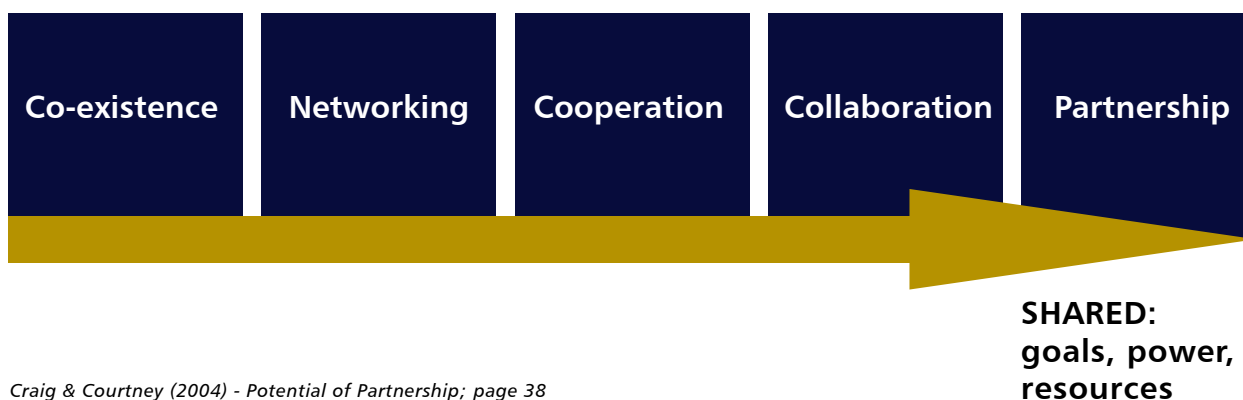 Co-existence Networking Cooperation Collaboration Partnership
SHARED:
goals, power,
resources
Craig & Courtney (2004) - Potential of Partnership; page 38